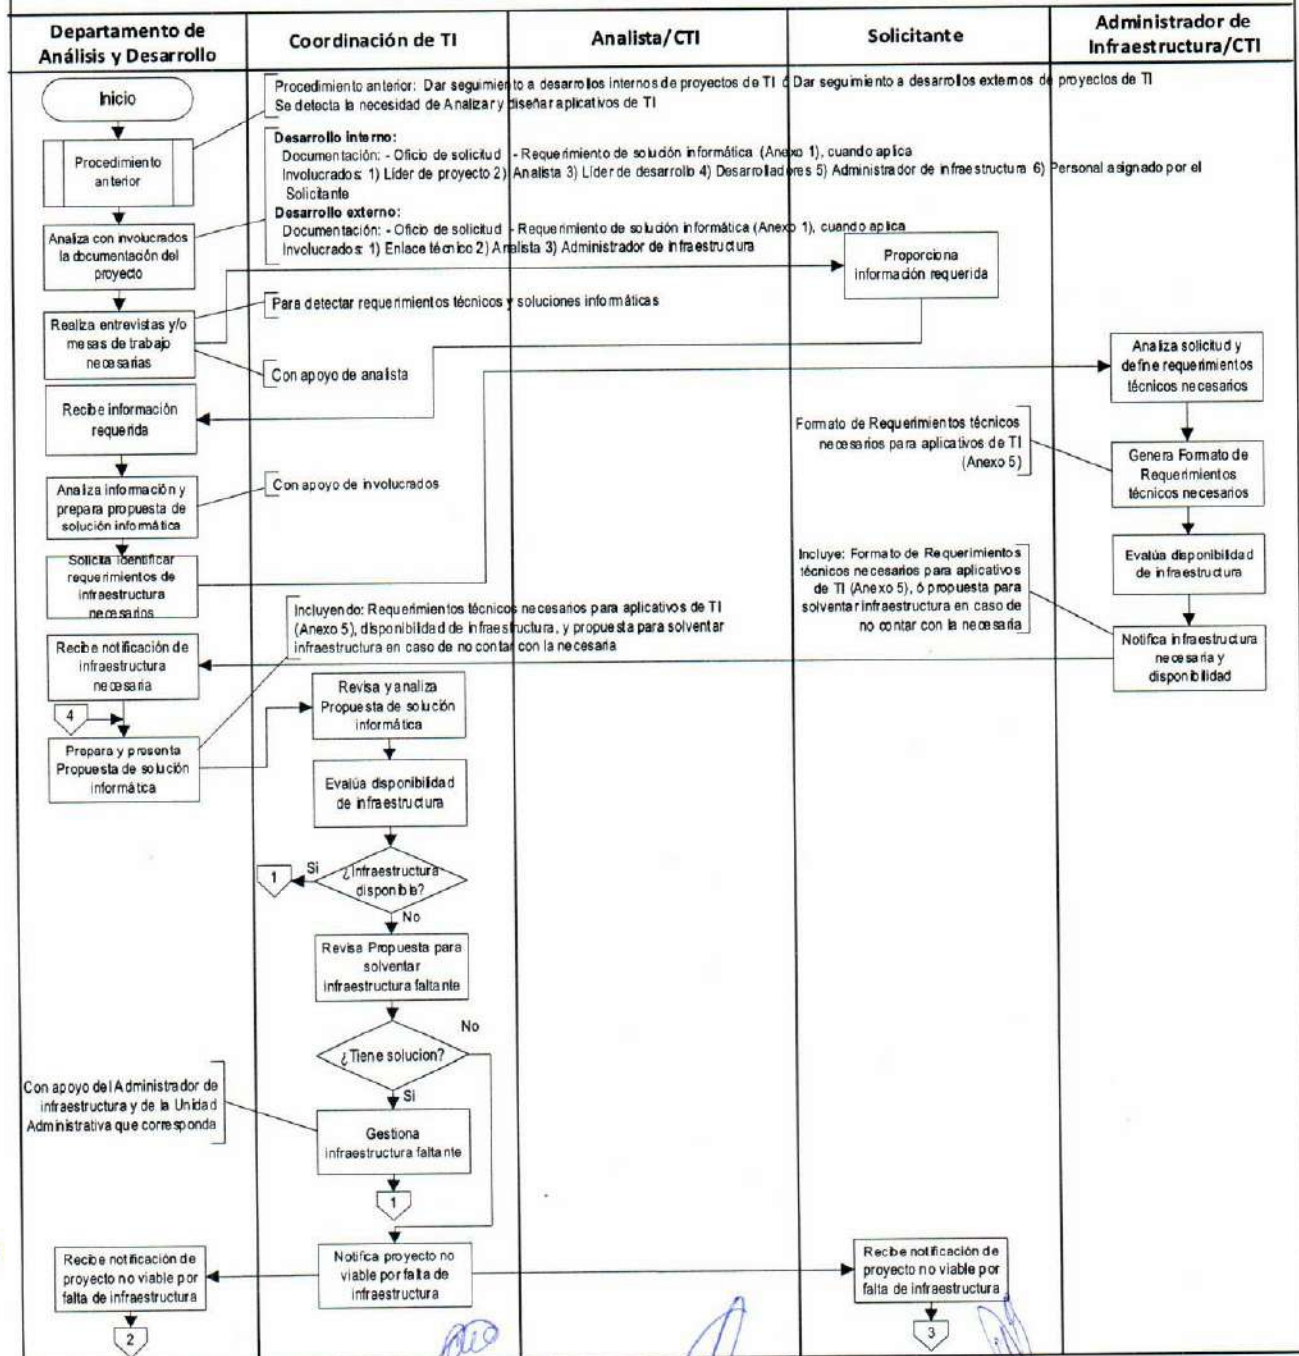 Departamento de
Análisis y Desarrollo
Coordinación de TI
Analista/CTI
Solicitante
Administrador de
Infraestructura/CTI
Inicio
Procedimiento anterior: Dar seguimiento a desarrollos internos de proyectos de TI ó Dar seguimiento a desarrollos externos de proyectos de TI
Se detecta la necesidad de Analizar y diseñar aplicativos de TI
Procedimiento
anterior
Desarrollo interno:
Documentación: - Oficio de solicitud - Requerimiento de solución informática (Anexo 1), cuando aplica
Involucrados: 1) Líder de proyecto 2) Analista 3) Líder de desarrollo 4) Desarrolladores 5) Administrador de infraestructura 6) Personal asignado por el
Solicitante
Desarrollo externo:
Documentación: - Oficio de solicitud - Requerimiento de solución informática (Anexo 1), cuando aplica
Involucrados: 1) Enlace técnico 2) Analista 3) Administrador de infraestructura
Analiza con involucrados
la documentación del
proyecto
Proporciona
información requerida
Realiza entrevistas y/o
mesas de trabajo
necesarias
Para detectar requerimientos técnicos y soluciones informáticas
Con apoyo de analista
Analiza solicitud y
define requerimientos
técnicos necesarios
Recibe información
requerida
Formato de Requerimientos técnicos
necesarios para aplicativos de TI
(Anexo 5)
Genera Formato de
Requerimientos
técnicos necesarios
Analiza información y
prepara propuesta de
solución informática
Con apoyo de involucrados
Solicita identificar
requerimientos de
infraestructura
necesarios
Incluye: Formato de Requerimientos
técnicos necesarios para aplicativos
de TI (Anexo 5), ó propuesta para
solventar infraestructura en caso de
no contar con la necesaria
Evalúa disponibilidad
de infraestructura
Incluyendo: Requerimientos técnicos necesarios para aplicativos de TI
(Anexo 5), disponibilidad de infraestructura, y propuesta para solventar
infraestructura en caso de no contar con la necesaria
Recibe notificación de
infraestructura
necesaria
Notifica infraestructura
necesaria y
disponibilidad
4
Prepara y presenta
Propuesta de solución
informática
Revisa y analiza
Propuesta de solución
informática
Evalúa disponibilidad
de infraestructura
1
Si
¿Infraestructura
disponible?
No
Revisa Propuesta para
solventar
infraestructura faltante
No
¿Tiene solucion?
Si
Con apoyo del Administrador de
infraestructura y de la Unidad
Administrativa que corresponda
Gestiona
infraestructura faltante
1
Recibe notificación de
proyecto no viable por
falta de infraestructura
Notifica proyecto no
viable por falta de
infraestructura
Recibe notificación de
proyecto no viable por
falta de infraestructura
2
3